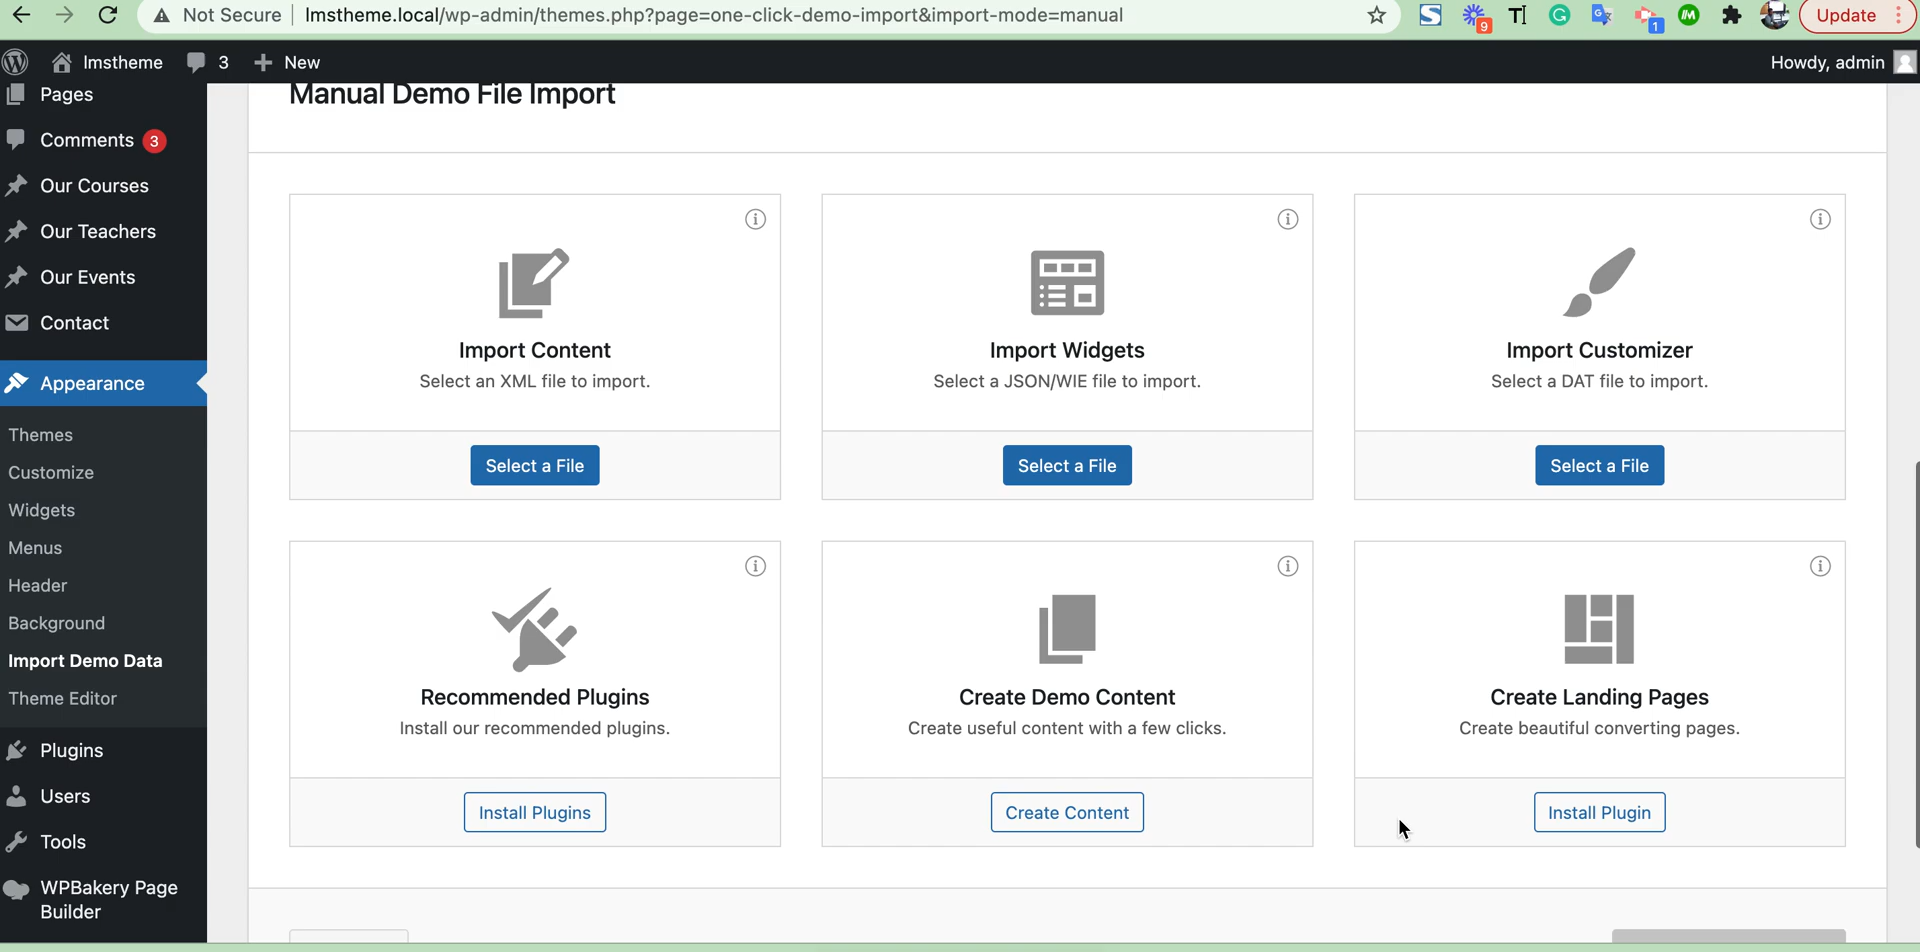 Not Secure lmstheme.local/wp-admin/themes.php?page=one-click-demo-import&import-mode=manual
9
1
Update
lmstheme 3 New Howdy, admin
Pages
Comments 3
Our Courses
Our Teachers
Our Events
Contact
Appearance
Themes
Customize
Widgets
Menus
Header
Background
Import Demo Data
Theme Editor
Plugins
Users
Tools
WPBakery Page
Builder
Manual Demo File Import
Import Content
Select an XML file to import.
Select a File
Import Widgets
Select a JSON/WIE file to import.
Select a File
Import Customizer
Select a DAT file to import.
Select a File
Recommended Plugins
Install our recommended plugins.
Install Plugins
Create Demo Content
Create useful content with a few clicks.
Create Content
Create Landing Pages
Create beautiful converting pages.
Install Plugin